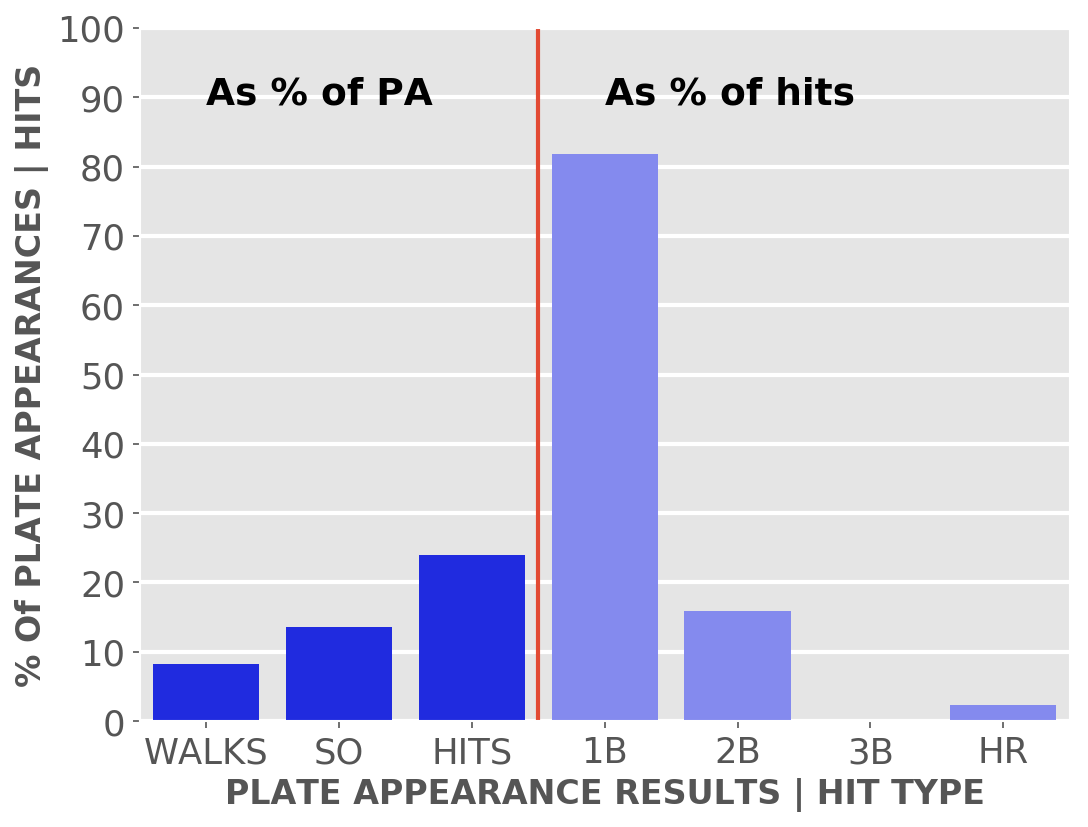 % Of PLATE APPEARANCES | HITS
100
90
80
70
60
50
40
30
20
10
0
As % of PA
As % of hits
WALKS SO HITS 1B 2B 3B HR
PLATE APPEARANCE RESULTS | HIT TYPE